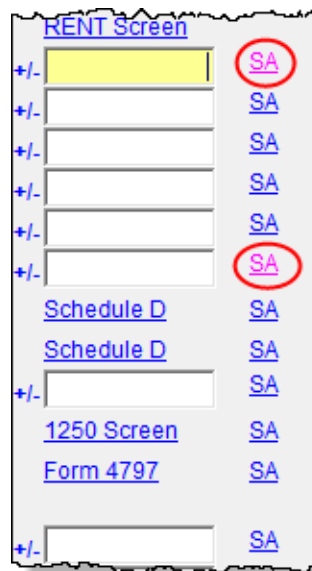 RENT Screen
+/- SA
+/- SA
+/- SA
+/- SA
+/- SA
+/- SA
Schedule D SA
Schedule D SA
+/- SA
1250 Screen SA
Form 4797 SA
+/- SA